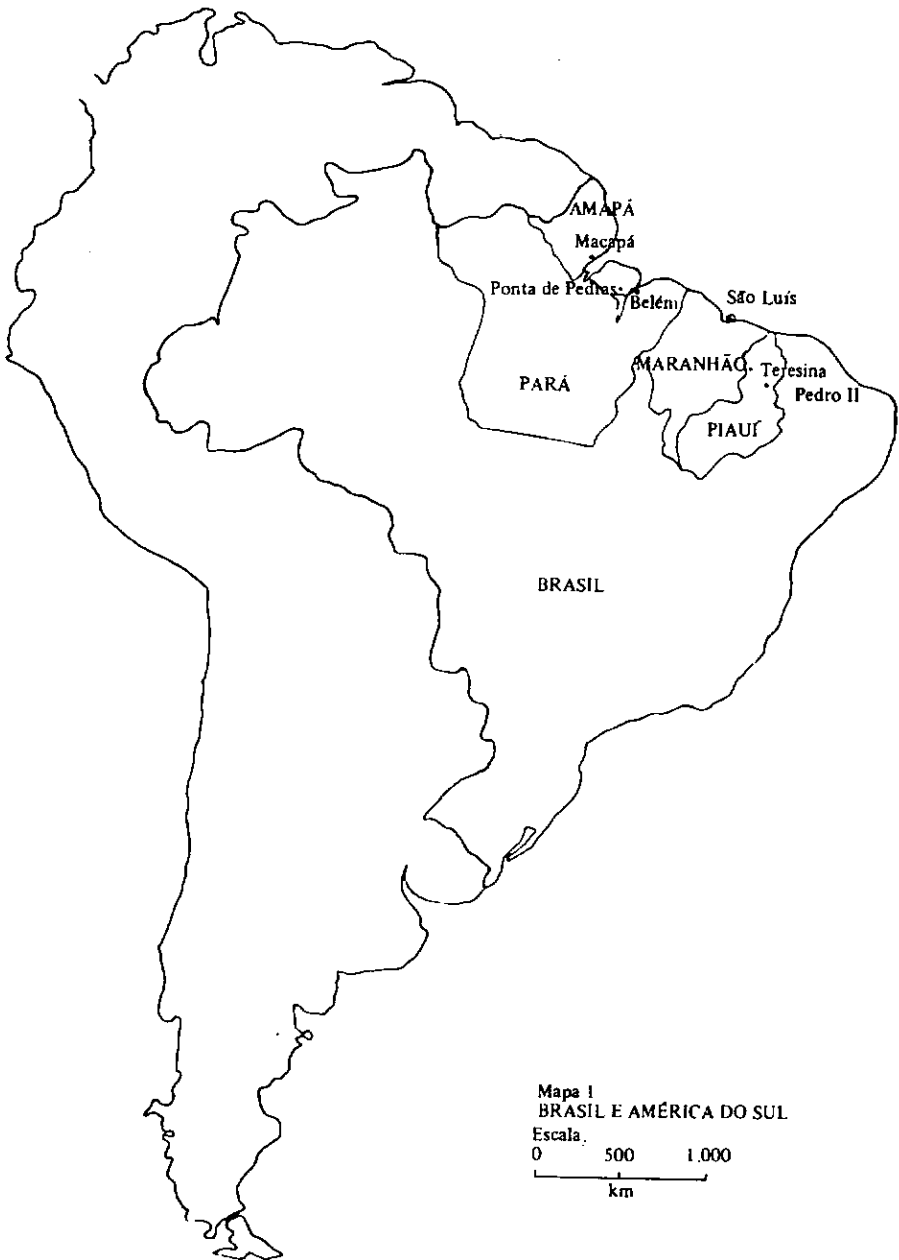 AMAPÁ
Macapá
Ponta de Pedras
Belém
São Luís
MARANHÃO
Teresina
PARÁ
Pedro II
PIAUÍ
BRASIL
Mapa 1
BRASIL E AMÉRICA DO SUL
Escala
0 500 1.000
km